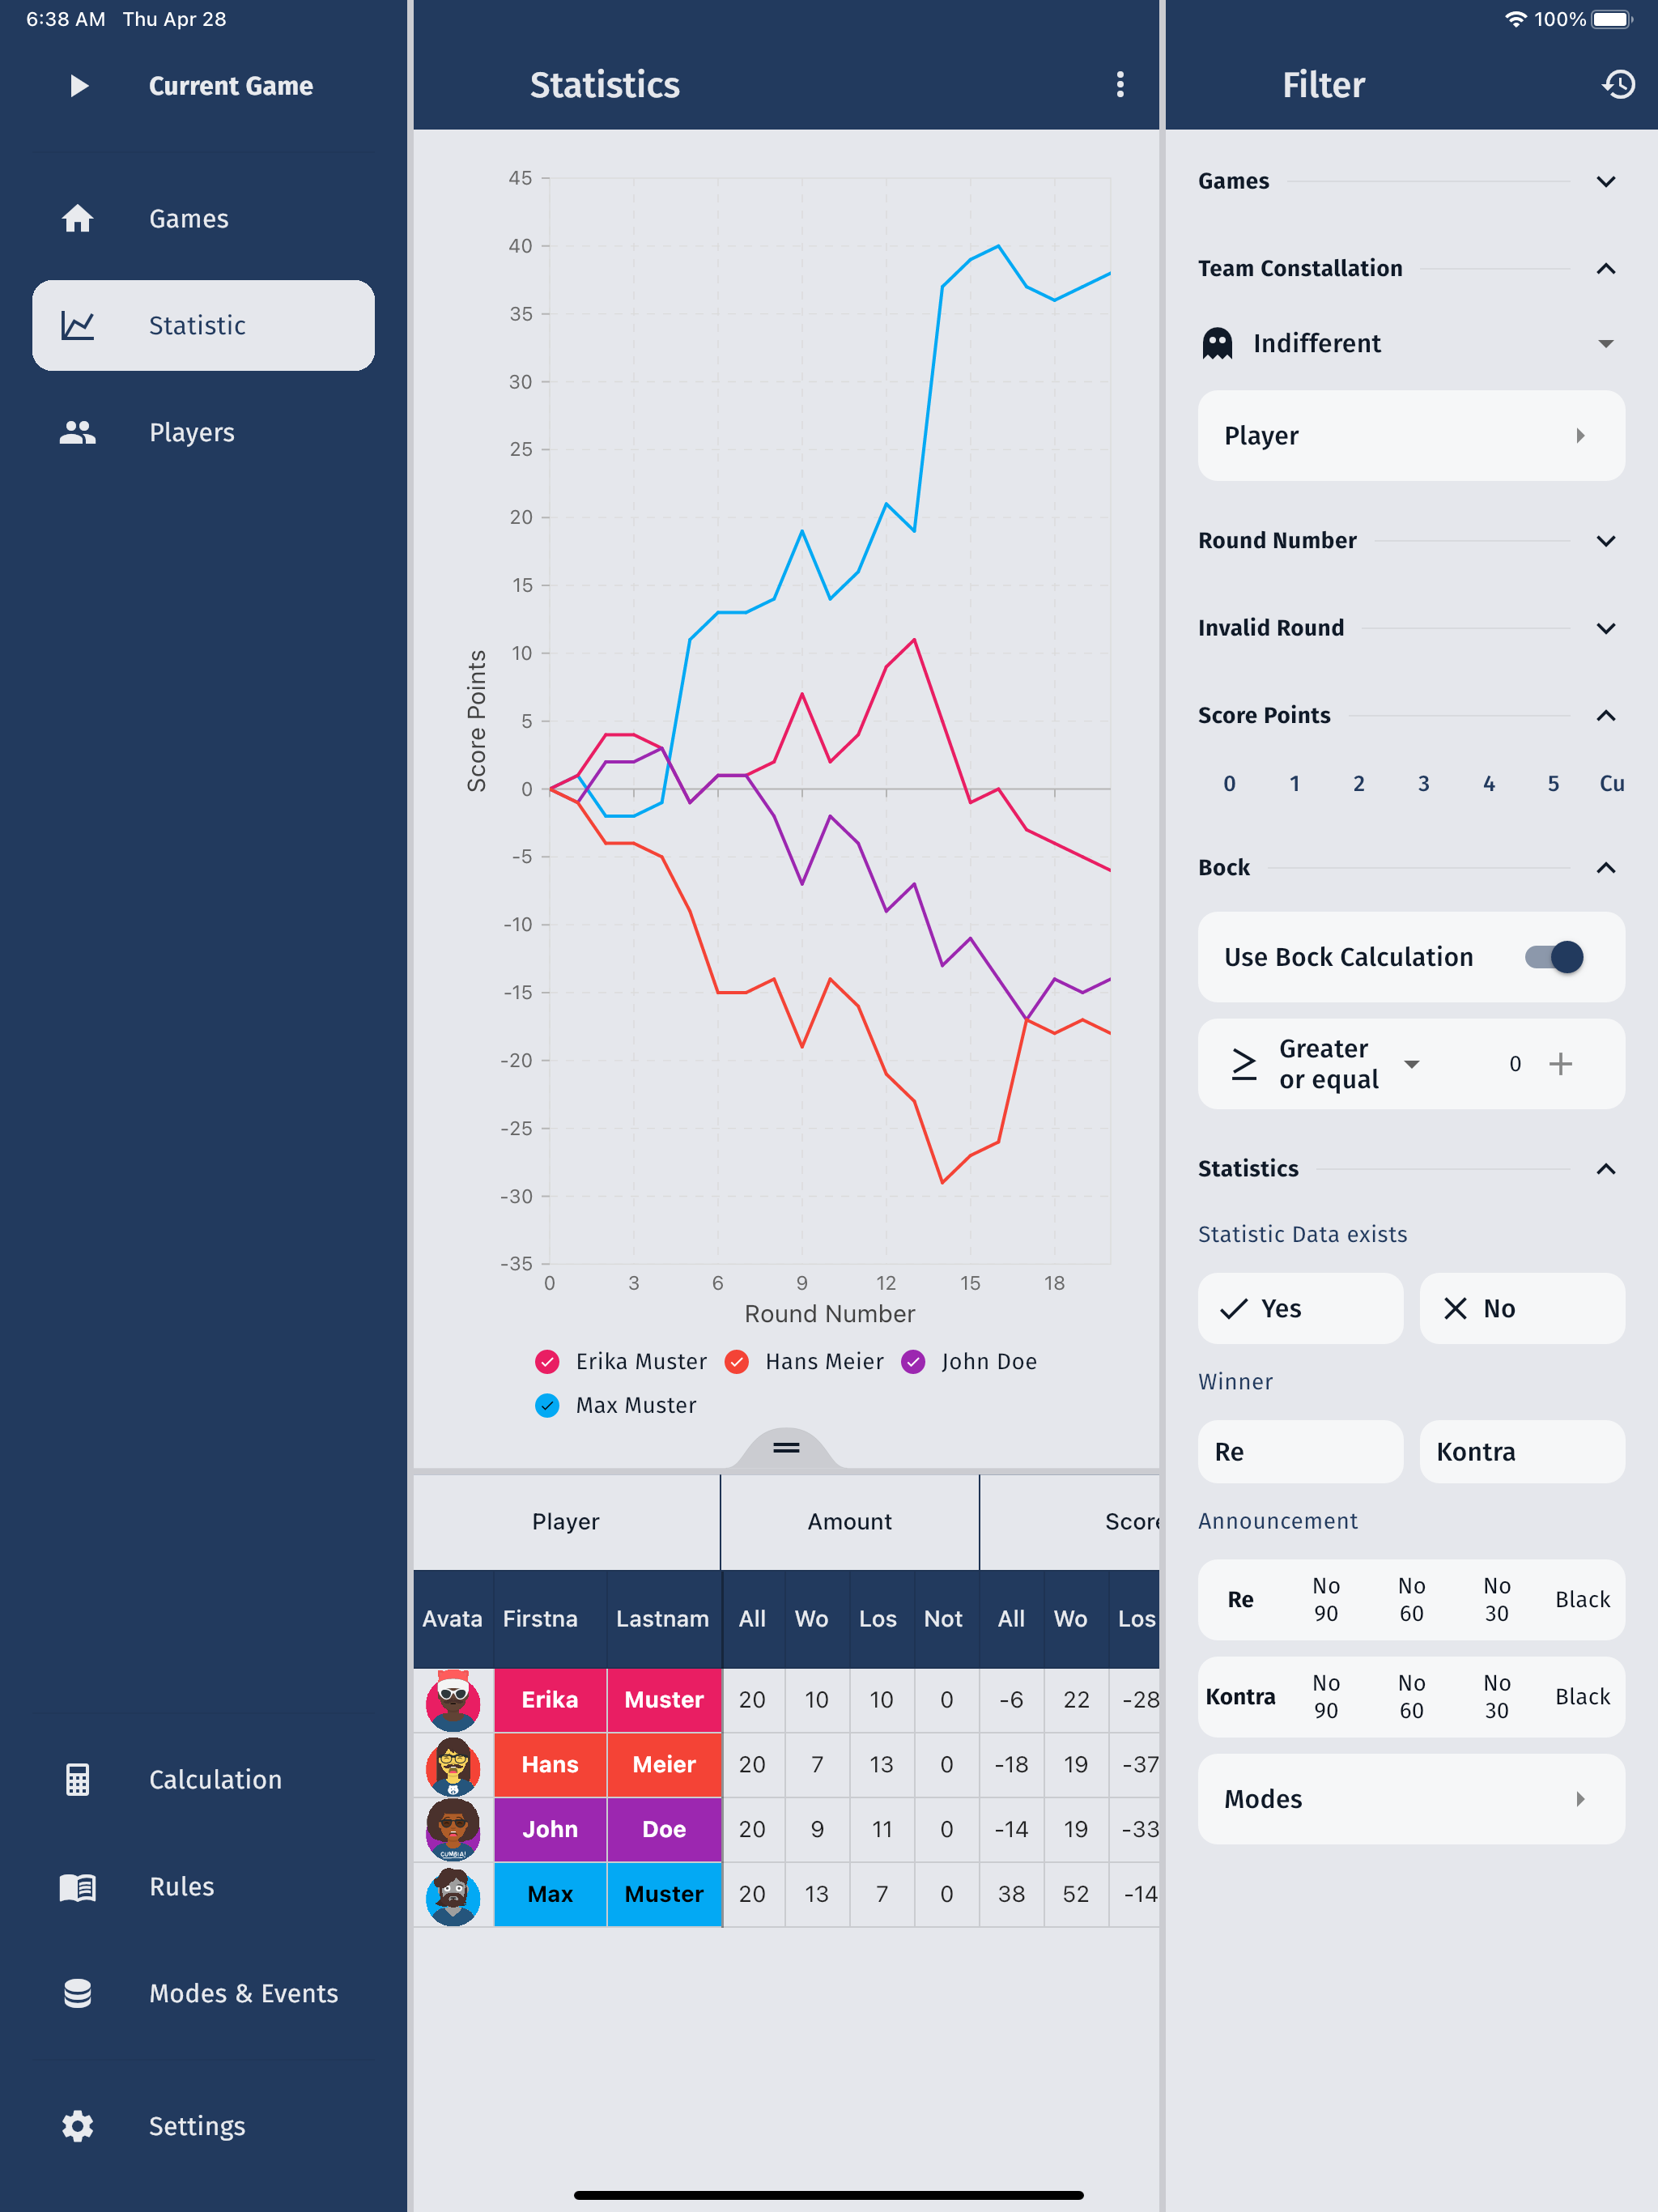 6:38 AM Thu Apr 28
100%
Current Game
Games
Statistic
Players
Calculation
Rules
Modes & Events
Settings
Statistics
45
40
35
30
25
20
15
10
5
0
-5
-10
-15
-20
-25
-30
-35
Score Points
0 3 6 9 12 15 18
Round Number
Erika Muster Hans Meier John Doe
Max Muster
Player Amount Score
Avata Firstna Lastnam All Wo Los Not All Wo Los
Erika Muster 20 10 10 0 -6 22 -28
Hans Meier 20 7 13 0 -18 19 -37
CUMBIA!
John Doe 20 9 11 0 -14 19 -33
Max Muster 20 13 7 0 38 52 -14
Filter
Games
Team Constallation
Indifferent
Player
Round Number
Invalid Round
Score Points
0 1 2 3 4 5 Cu
Bock
Use Bock Calculation
≥ Greater
or equal
0 +
Statistics
Statistic Data exists
Yes No
Winner
Re Kontra
Announcement
Re No 90 No 60 No 30 Black
Kontra No 90 No 60 No 30 Black
Modes